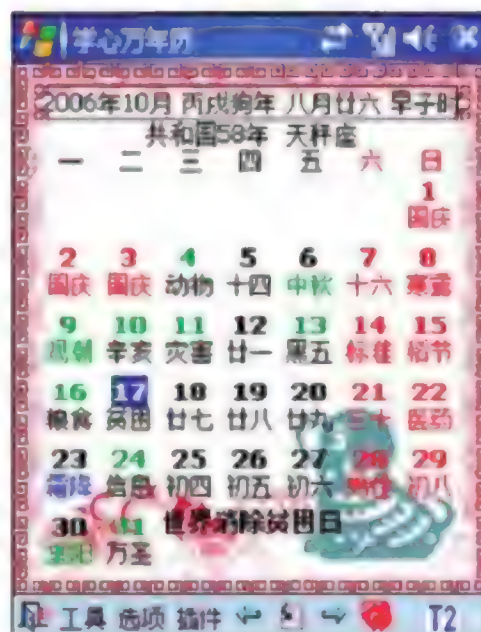 学心万年历
2006年10月 丙戌狗年 八月廿六 早子时
共和国58年 天秤座
一 二 三 四 五 六 日
1
国庆
2 3 4 5 6 7 8
国庆 国庆 动物 十四 中秋 十六 寒露
9 10 11 12 13 14 15
辛亥 灾害 廿一 黑五 标准
16 17 18 19 20 21 22
粮食 贫困 廿七 廿八 廿九 三十 医药
23 24 25 26 27 28 29
霜降 信息 初四 初五 初六 初八
30 31 世界消除贫困日
重阳 万圣
工具 选项 插件 T2